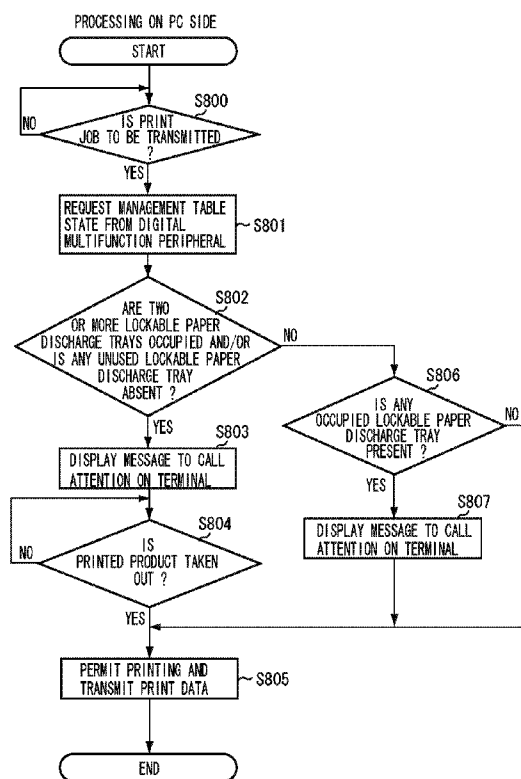 PROCESSING ON PC SIDE
START
S800
IS PRINT
JOB TO BE TRANSMITTED
?
NO
YES
REQUEST MANAGEMENT TABLE
STATE FROM DIGITAL
MULTIFUNCTION PERIPHERAL
S801
S802
ARE TWO
OR MORE LOCKABLE PAPER
DISCHARGE TRAYS OCCUPIED AND/OR
IS ANY UNUSED LOCKABLE PAPER
DISCHARGE TRAY
ABSENT ?
NO
YES
S806
IS ANY
OCCUPIED LOCKABLE PAPER
DISCHARGE TRAY
PRESENT ?
NO
YES
S803
DISPLAY MESSAGE TO CALL
ATTENTION ON TERMINAL
S807
DISPLAY MESSAGE TO CALL
ATTENTION ON TERMINAL
S804
IS
PRINTED PRODUCT TAKEN
OUT ?
NO
YES
PERMIT PRINTING AND
TRANSMIT PRINT DATA
S805
END